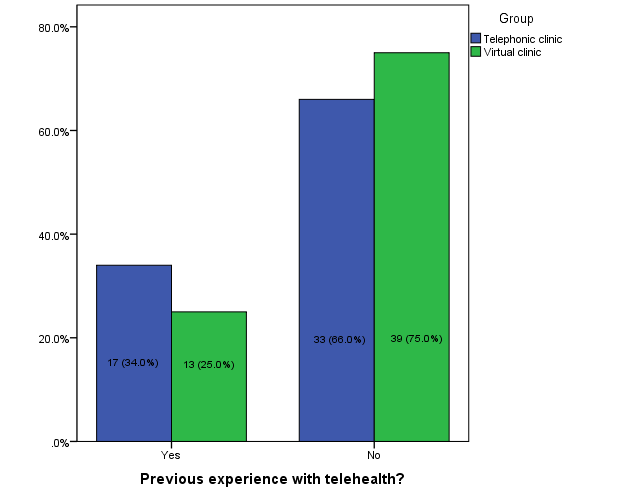 Group
Telephonic clinic
Virtual clinic
80.0%
60.0%
40.0%
20.0%
.0%
17 (34.0%)
13 (25.0%)
33 (66.0%)
39 (75.0%)
Yes
No
Previous experience with telehealth?